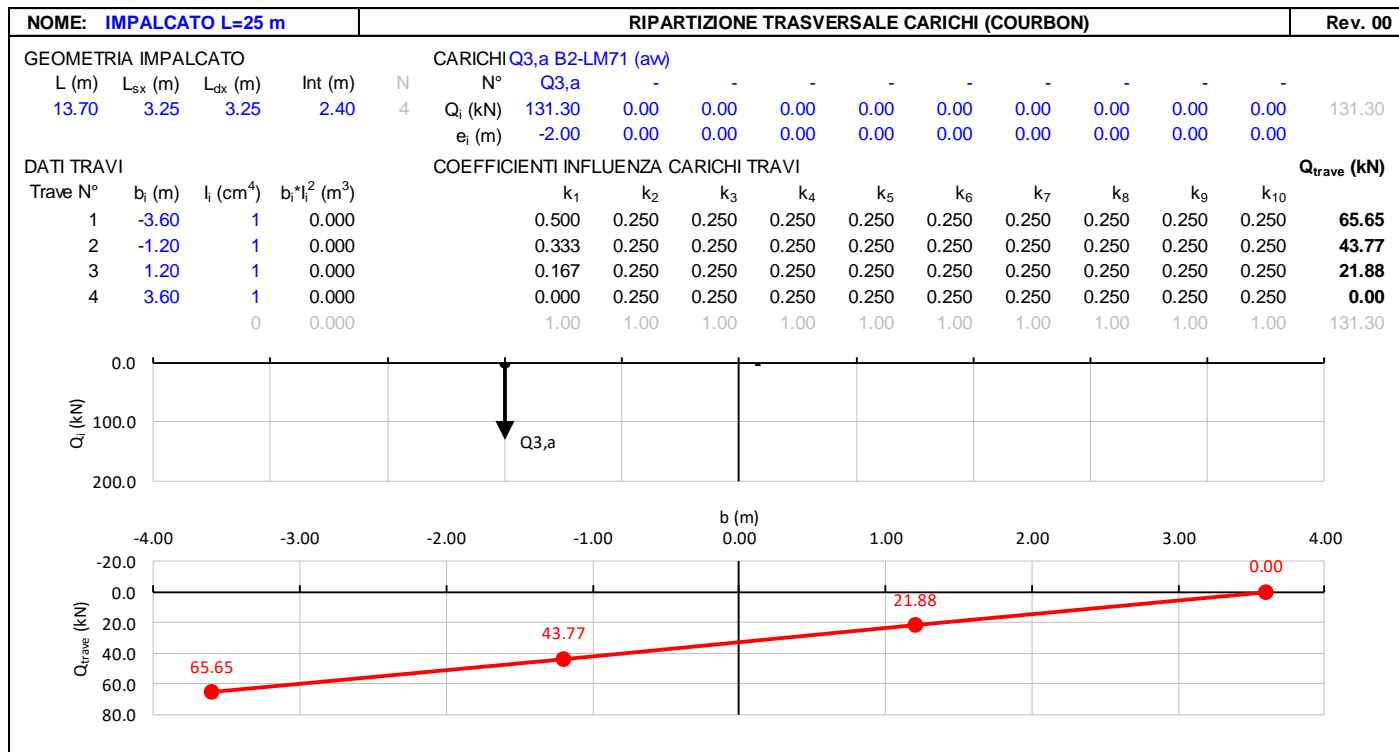 NOME: IMPALCATO L=25 m RIPARTIZIONE TRASVERSALE CARICHI (COURBON) Rev. 00
GEOMETRIA IMPALCATO CARICHI Q3,a B2-LM71 (avv)
L (m) Lsx (m) Ldx (m) Int (m) N N° Q3,a - - - - - - - - -
13.70 3.25 3.25 2.40 4 Qi (kN) 131.30 0.00 0.00 0.00 0.00 0.00 0.00 0.00 0.00 0.00 131.30
ei (m) -2.00 0.00 0.00 0.00 0.00 0.00 0.00 0.00 0.00 0.00
DATI TRAVI COEFFICIENTI INFLUENZA CARICHI TRAVI Qtrave (kN)
Trave N° bi (m) Ii (cm4) bi*Ii2 (m3) k1 k2 k3 k4 k5 k6 k7 k8 k9 k10
1 -3.60 1 0.000 0.500 0.250 0.250 0.250 0.250 0.250 0.250 0.250 0.250 0.250 65.65
2 -1.20 1 0.000 0.333 0.250 0.250 0.250 0.250 0.250 0.250 0.250 0.250 0.250 43.77
3 1.20 1 0.000 0.167 0.250 0.250 0.250 0.250 0.250 0.250 0.250 0.250 0.250 21.88
4 3.60 1 0.000 0.000 0.250 0.250 0.250 0.250 0.250 0.250 0.250 0.250 0.250 0.00
0 0.000 1.00 1.00 1.00 1.00 1.00 1.00 1.00 1.00 1.00 1.00 131.30
0.0
100.0
200.0
Qi (kN)
Q3,a
b (m)
-4.00 -3.00 -2.00 -1.00 0.00 1.00 2.00 3.00 4.00
-20.0
0.0
20.0
40.0
60.0
80.0
Qtrave (kN)
65.65
43.77
21.88
0.00